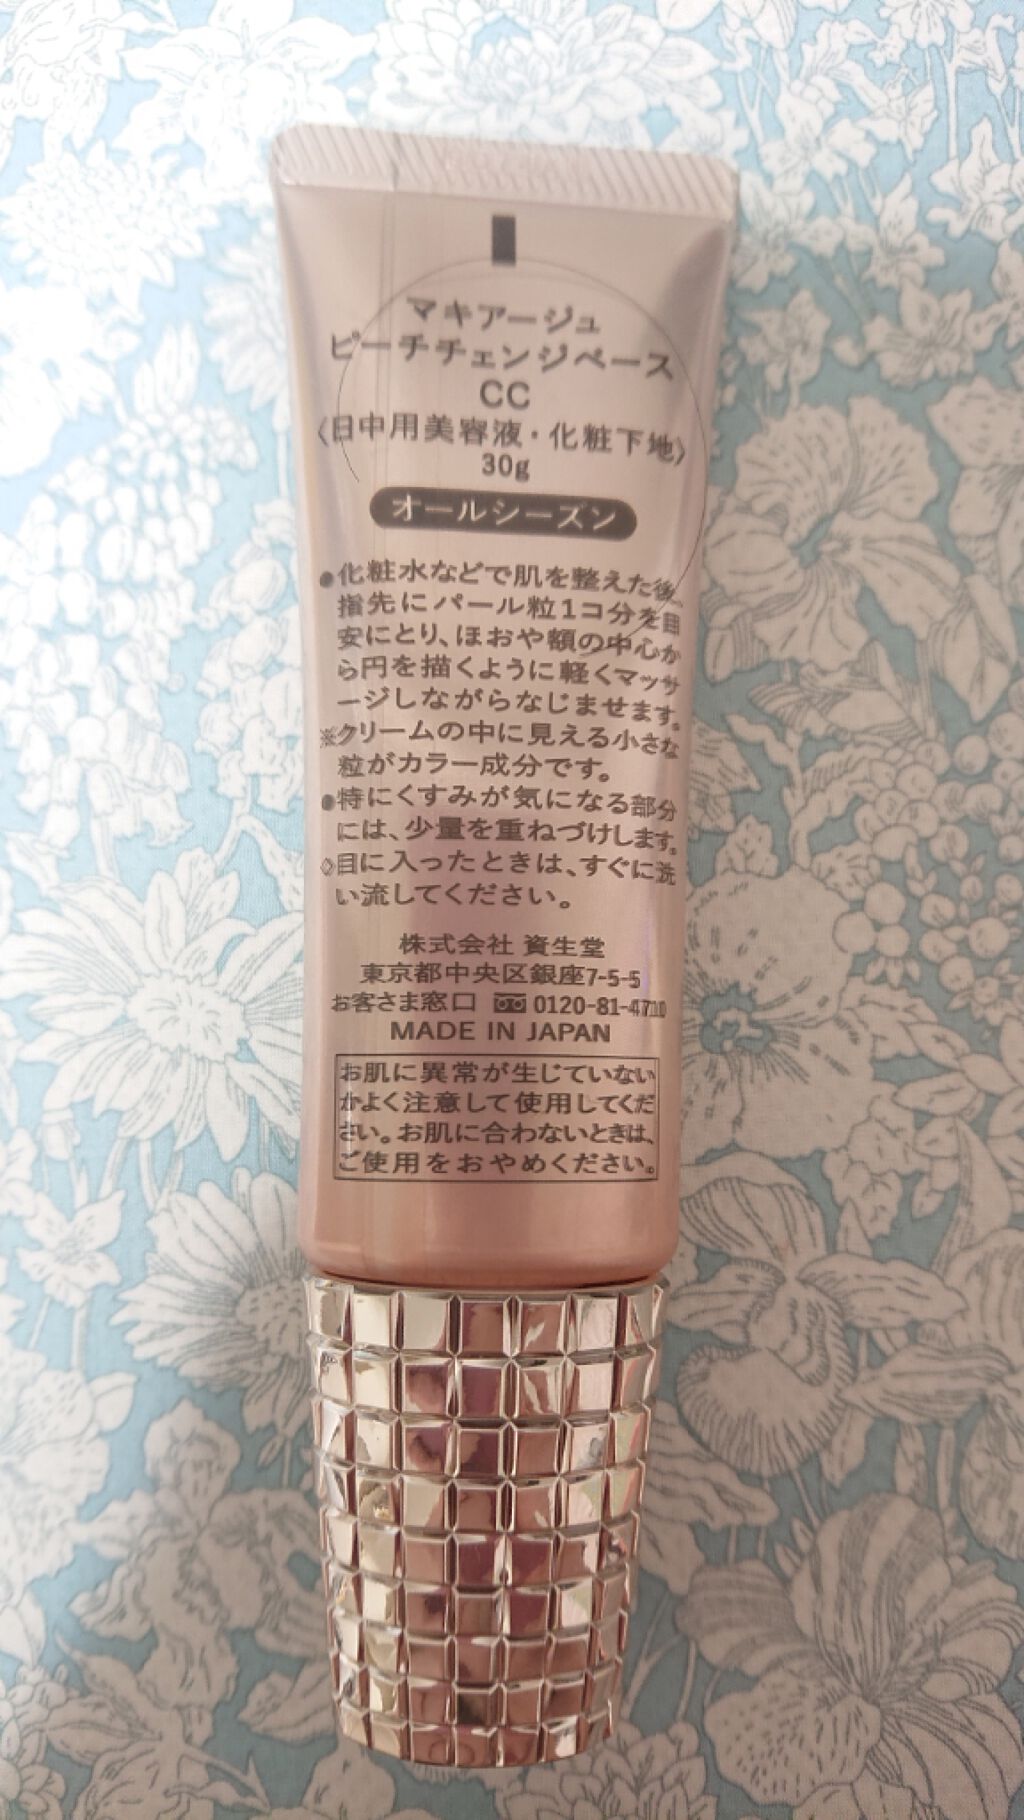 マキアージュ
ピーチチェンジベース
CC
〈日中用美容液・化粧下地〉
30g
オールシーズン
●化粧水などで肌を整えた後、
指先にパール粒1コ分を目
安にとり、ほおや額の中心か
ら円を描くように軽くマッサ
ージしながらなじませます。
※クリームの中に見える小さな
粒がカラー成分です。
●特にくすみが気になる部分
には、少量を重ねづけします。
◇目に入ったときは、すぐに洗
い流してください。
株式会社 資生堂
東京都中央区銀座7-5-5
お客さま窓口 0120-81-4710
MADE IN JAPAN
お肌に異常が生じていない
かよく注意して使用してくだ
さい。お肌に合わないときは、
ご使用をおやめください。